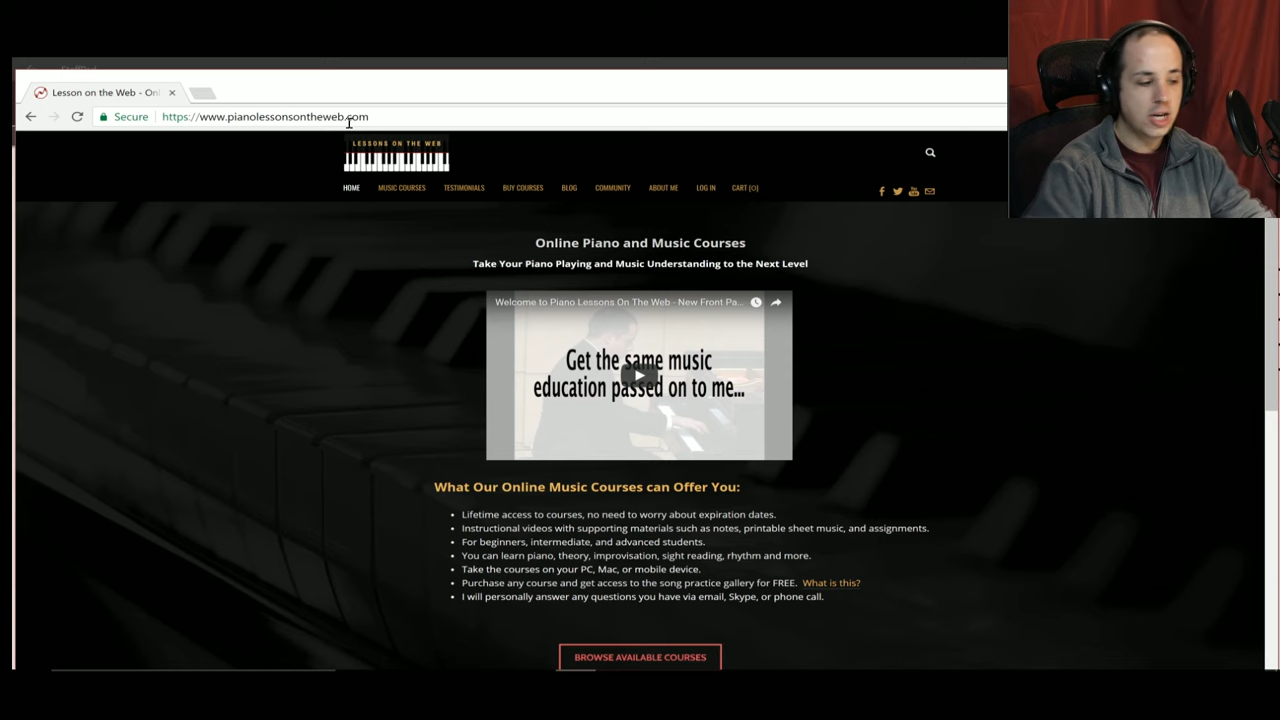 StaffPad
Lesson on the Web - Onl
Secure https://www.pianolessonsontheweb.com
LESSONS ON THE WEB
HOME MUSIC COURSES TESTIMONIALS BUY COURSES BLOG COMMUNITY ABOUT ME LOG IN CART (0)
Online Piano and Music Courses
Take Your Piano Playing and Music Understanding to the Next Level
Welcome to Piano Lessons On The Web - New Front Pa...
Get the same music
education passed on to me...
What Our Online Music Courses can Offer You:
• Lifetime access to courses, no need to worry about expiration dates.
• Instructional videos with supporting materials such as notes, printable sheet music, and assignments.
• For beginners, intermediate, and advanced students.
• You can learn piano, theory, improvisation, sight reading, rhythm and more.
• Take the courses on your PC, Mac, or mobile device.
• Purchase any course and get access to the song practice gallery for FREE. What is this?
• I will personally answer any questions you have via email, Skype, or phone call.
BROWSE AVAILABLE COURSES